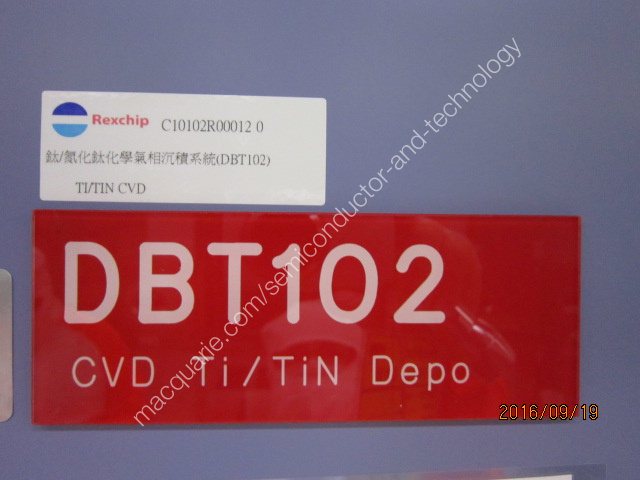 Rexchip C10102R00012 0
鈦/氮化鈦化學氣相沉積系統(DBT102)
TI/TIN CVD
DBT102
CVD Ti/TiN Depo
macquarie.com/semiconductor-and-technology
2016/09/19